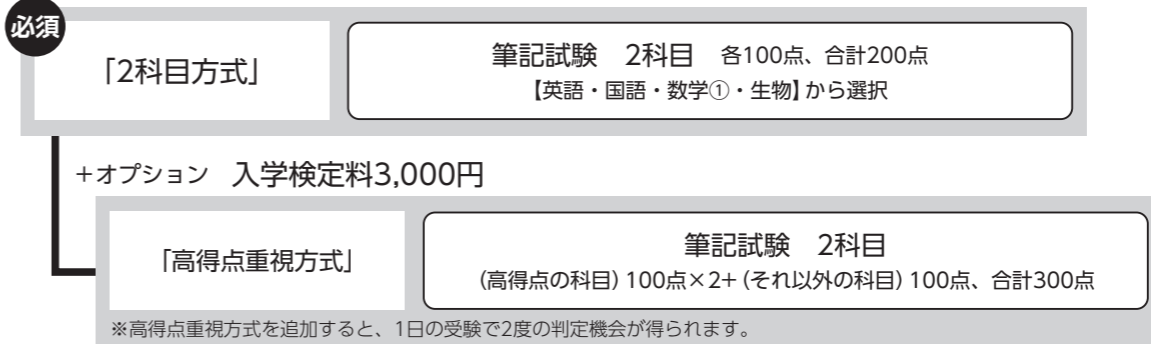 必須
「2科目方式」
筆記試験　2科目　各100点、合計200点
【英語・国語・数学①・生物】から選択
＋オプション　入学検定料3,000円
「高得点重視方式」
筆記試験　2科目
（高得点の科目）100点×2+（それ以外の科目）100点、合計300点
※高得点重視方式を追加すると、1日の受験で2度の判定機会が得られます。